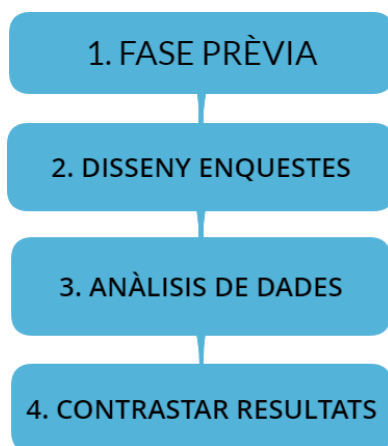 1. FASE PRÈVIA
2. DISSENY ENQUESTES
3. ANÀLISIS DE DADES
4. CONTRASTAR RESULTATS